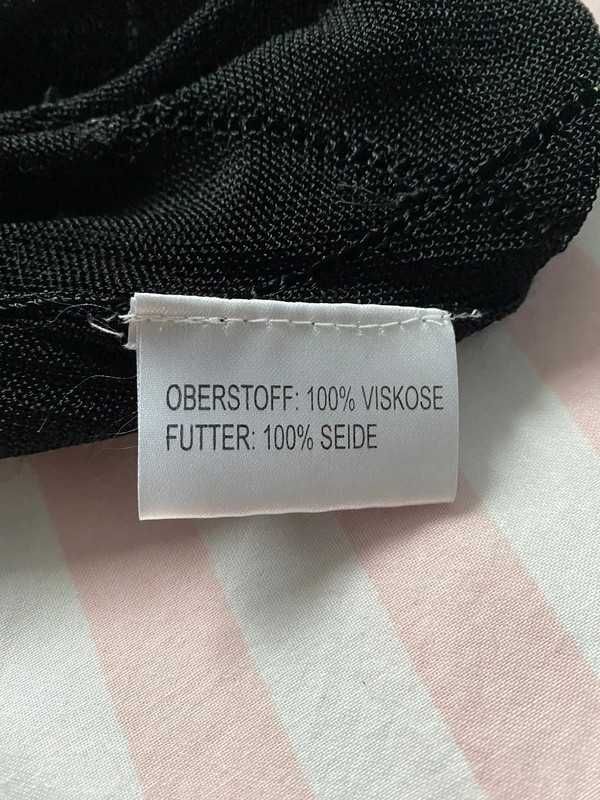 OBERSTOFF: 100% VISKOSE
FUTTER: 100% SEIDE